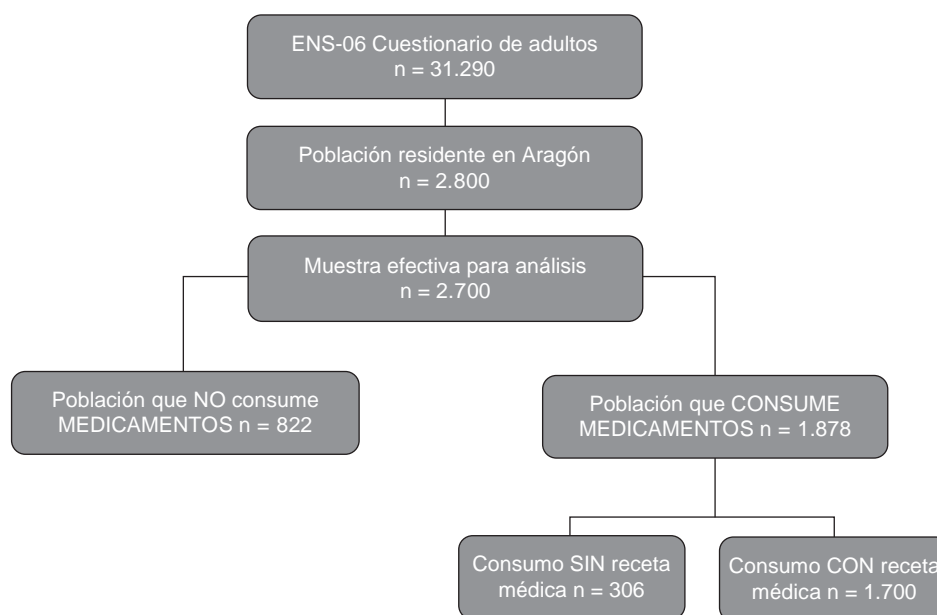 ENS-06 Cuestionario de adultos
n = 31.290
Población residente en Aragón
n = 2.800
Muestra efectiva para análisis
n = 2.700
Población que NO consume
MEDICAMENTOS n = 822
Población que CONSUME
MEDICAMENTOS n = 1.878
Consumo SIN receta
médica n = 306
Consumo CON receta
médica n = 1.700